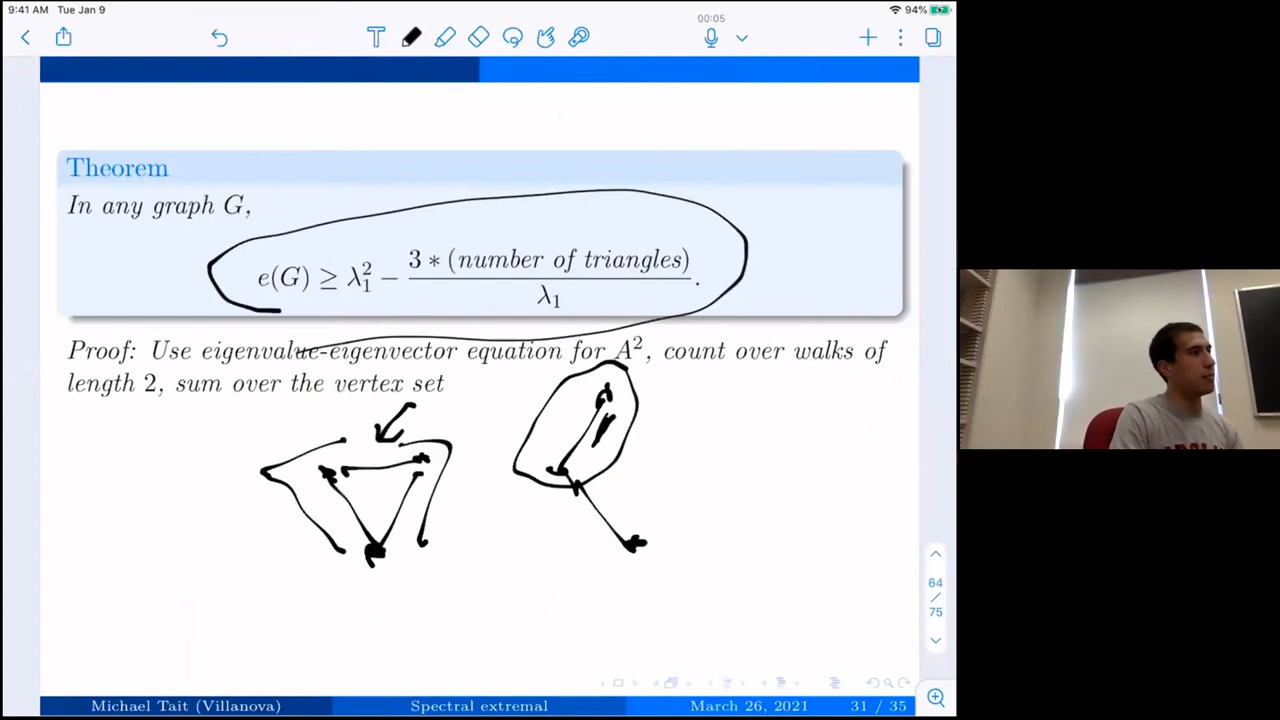 9:41 AM Tue Jan 9
94%
00:05
Theorem
In any graph G,
e(G) ≥ λ₁² − 3 * (number of triangles) / λ₁ .
Proof: Use eigenvalue-eigenvector equation for A², count over walks of
length 2, sum over the vertex set
64
/
75
Michael Tait (Villanova) Spectral extremal March 26, 2021 31 / 35